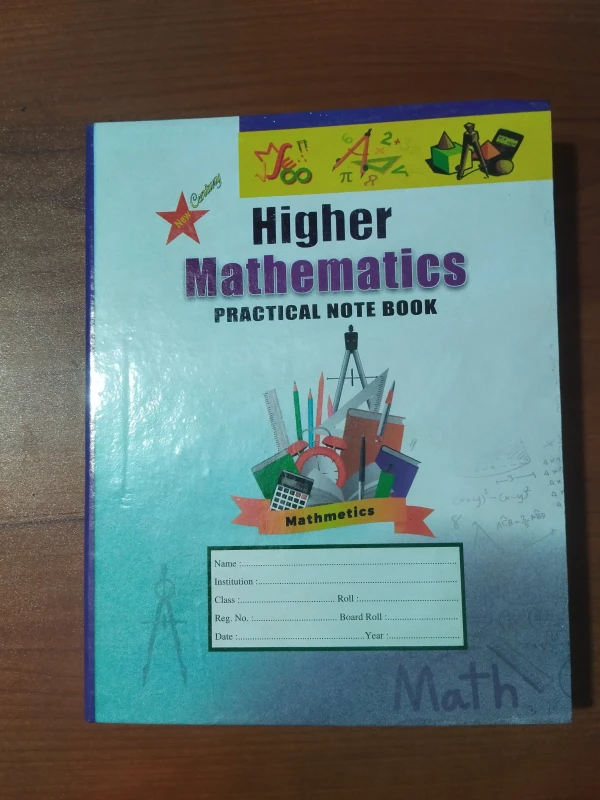 New Century
Higher
Mathematics
PRACTICAL NOTE BOOK
Mathmetics
Name :
Institution :
Class : Roll :
Reg. No. : Board Roll :
Date : Year :
Math